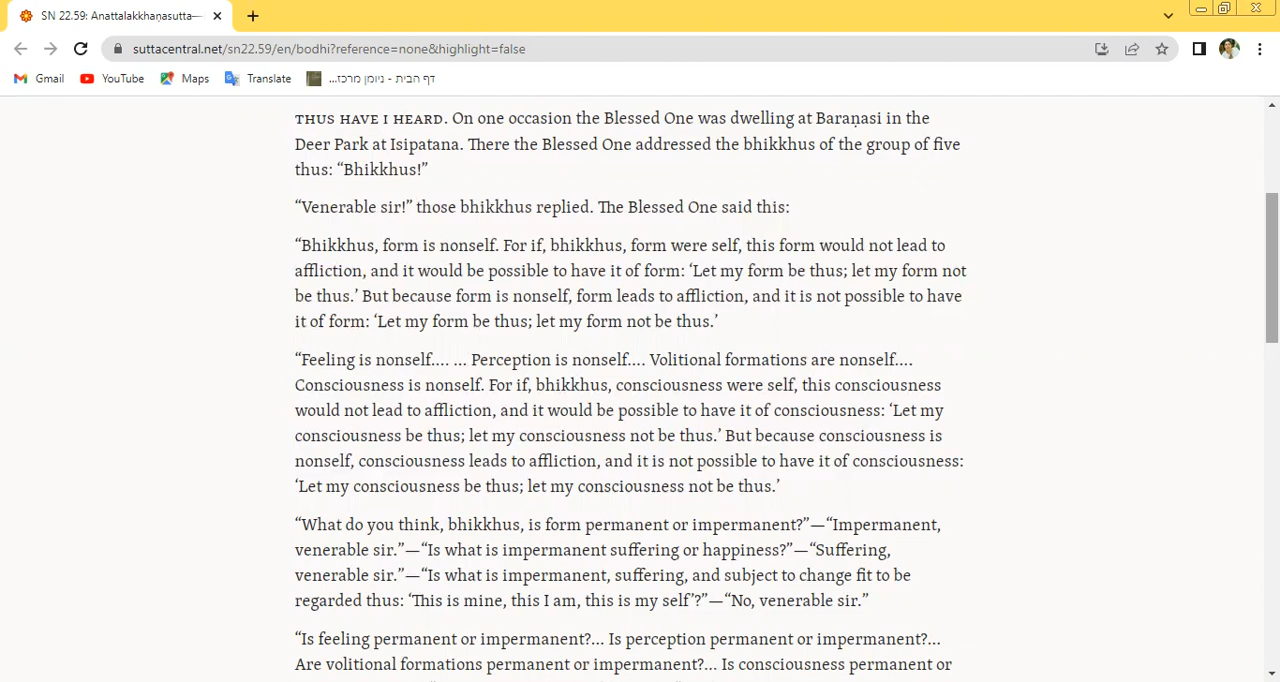 SN 22.59: Anattalakkhaṇasutta—
suttacentral.net/sn22.59/en/bodhi?reference=none&highlight=false
Gmail YouTube Maps Translate דף הבית - ניומן מרכז...
THUS HAVE I HEARD. On one occasion the Blessed One was dwelling at Baraṇasi in the
Deer Park at Isipatana. There the Blessed One addressed the bhikkhus of the group of five
thus: “Bhikkhus!”
“Venerable sir!” those bhikkhus replied. The Blessed One said this:
“Bhikkhus, form is nonself. For if, bhikkhus, form were self, this form would not lead to
affliction, and it would be possible to have it of form: ‘Let my form be thus; let my form not
be thus.’ But because form is nonself, form leads to affliction, and it is not possible to have
it of form: ‘Let my form be thus; let my form not be thus.’
“Feeling is nonself.… … Perception is nonself.… Volitional formations are nonself.…
Consciousness is nonself. For if, bhikkhus, consciousness were self, this consciousness
would not lead to affliction, and it would be possible to have it of consciousness: ‘Let my
consciousness be thus; let my consciousness not be thus.’ But because consciousness is
nonself, consciousness leads to affliction, and it is not possible to have it of consciousness:
‘Let my consciousness be thus; let my consciousness not be thus.’
“What do you think, bhikkhus, is form permanent or impermanent?”—“Impermanent,
venerable sir.”—“Is what is impermanent suffering or happiness?”—“Suffering,
venerable sir.”—“Is what is impermanent, suffering, and subject to change fit to be
regarded thus: ‘This is mine, this I am, this is my self’?”—“No, venerable sir.”
“Is feeling permanent or impermanent?… Is perception permanent or impermanent?…
Are volitional formations permanent or impermanent?… Is consciousness permanent or